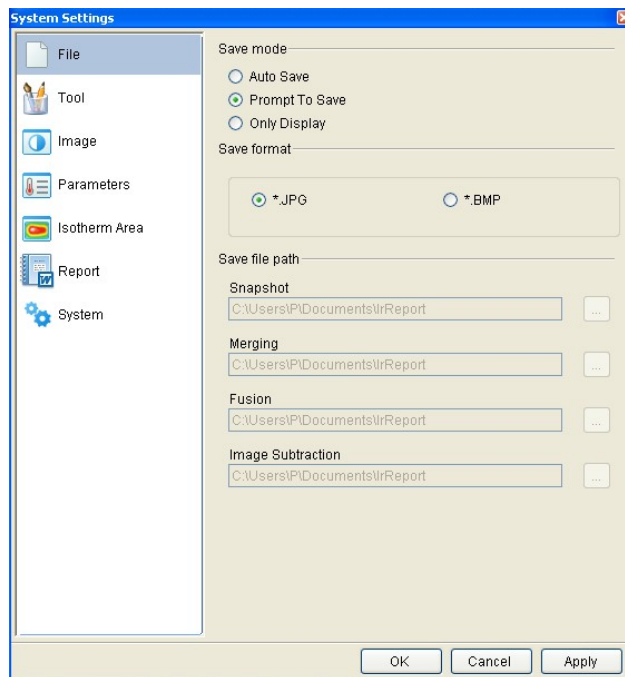 System Settings
File
Tool
Image
Parameters
Isotherm Area
Report
System
Save mode
Auto Save
Prompt To Save
Only Display
Save format
*.JPG
*.BMP
Save file path
Snapshot
C:\Users\P\Documents\IrReport
...
Merging
C:\Users\P\Documents\IrReport
...
Fusion
C:\Users\P\Documents\IrReport
...
Image Subtraction
C:\Users\P\Documents\IrReport
...
OK
Cancel
Apply